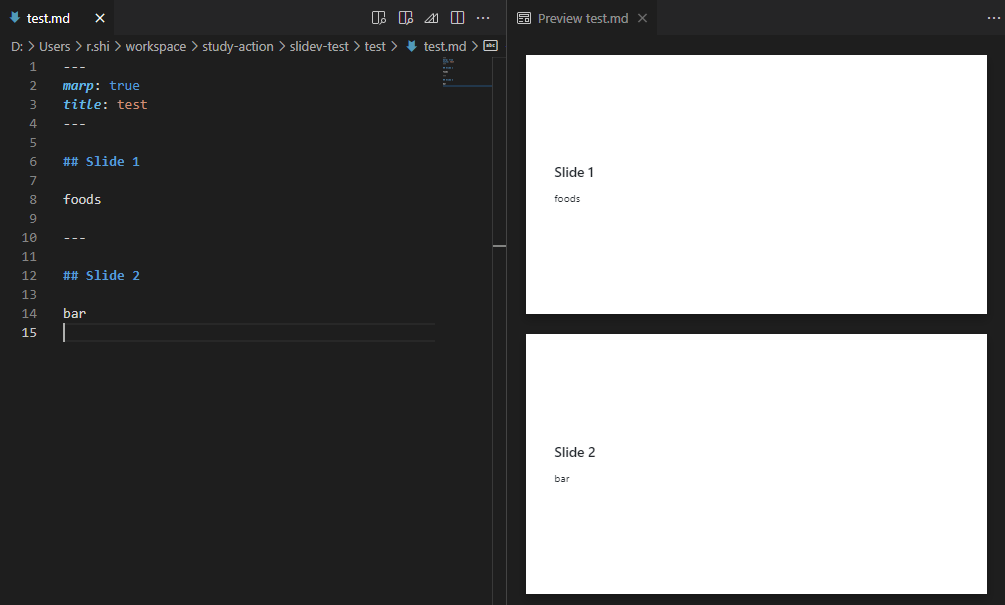 test.md
Preview test.md
D: > Users > r.shi > workspace > study-action > slidev-test > test > test.md > abc
1 ---
2 marp: true
3 title: test
4 ---
5
6 ## Slide 1
7
8 foods
9
10 ---
11
12 ## Slide 2
13
14 bar
15
Slide 1
foods
Slide 2
bar